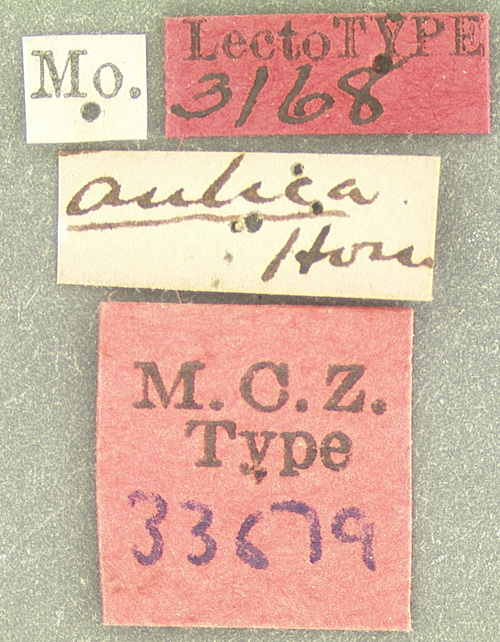 Mo.
LectoTYPE
3168
aulica
Horn
M. C. Z.
Type
33679